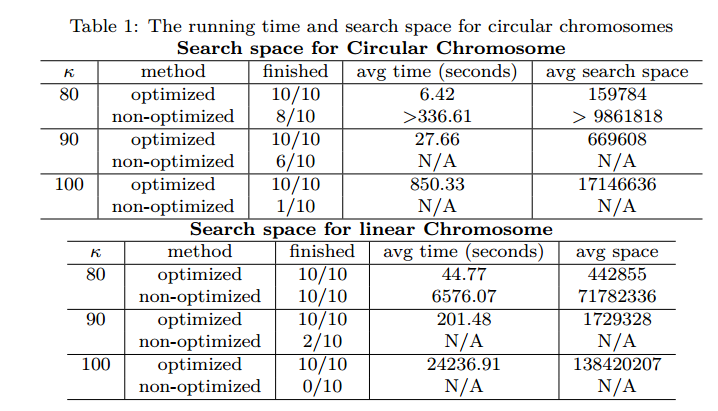 Table 1: The running time and search space for circular chromosomes
Search space for Circular Chromosome
κ method finished avg time (seconds) avg search space
80 optimized 10/10 6.42 159784
non-optimized 8/10 >336.61 > 9861818
90 optimized 10/10 27.66 669608
non-optimized 6/10 N/A N/A
100 optimized 10/10 850.33 17146636
non-optimized 1/10 N/A N/A
Search space for linear Chromosome
κ method finished avg time (seconds) avg space
80 optimized 10/10 44.77 442855
non-optimized 10/10 6576.07 71782336
90 optimized 10/10 201.48 1729328
non-optimized 2/10 N/A N/A
100 optimized 10/10 24236.91 138420207
non-optimized 0/10 N/A N/A